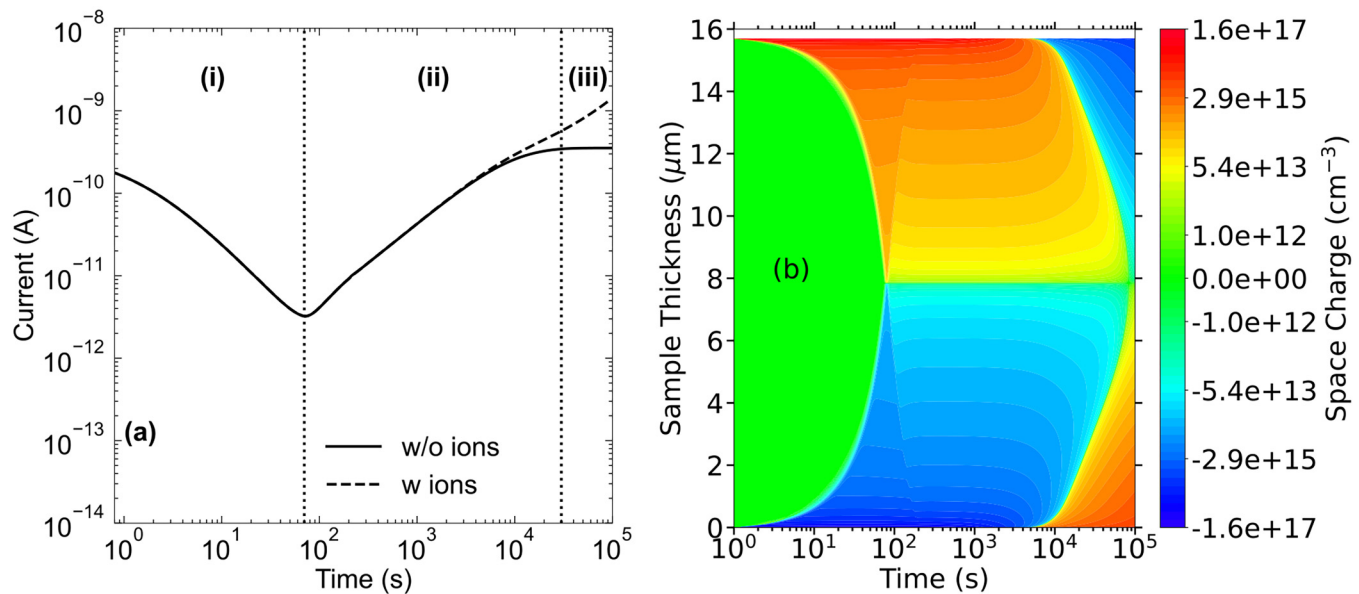 10⁻⁸
10⁻⁹
10⁻¹⁰
10⁻¹¹
10⁻¹²
10⁻¹³
10⁻¹⁴
Current (A)
(i)
(ii)
(iii)
(a)
w/o ions
w ions
10⁰
10¹
10²
10³
10⁴
10⁵
Time (s)
16
14
12
10
8
6
4
2
0
Sample Thickness (μm)
(b)
10⁰
10¹
10²
10³
10⁴
10⁵
Time (s)
1.6e+17
2.9e+15
5.4e+13
1.0e+12
0.0e+00
-1.0e+12
-5.4e+13
-2.9e+15
-1.6e+17
Space Charge (cm⁻³)